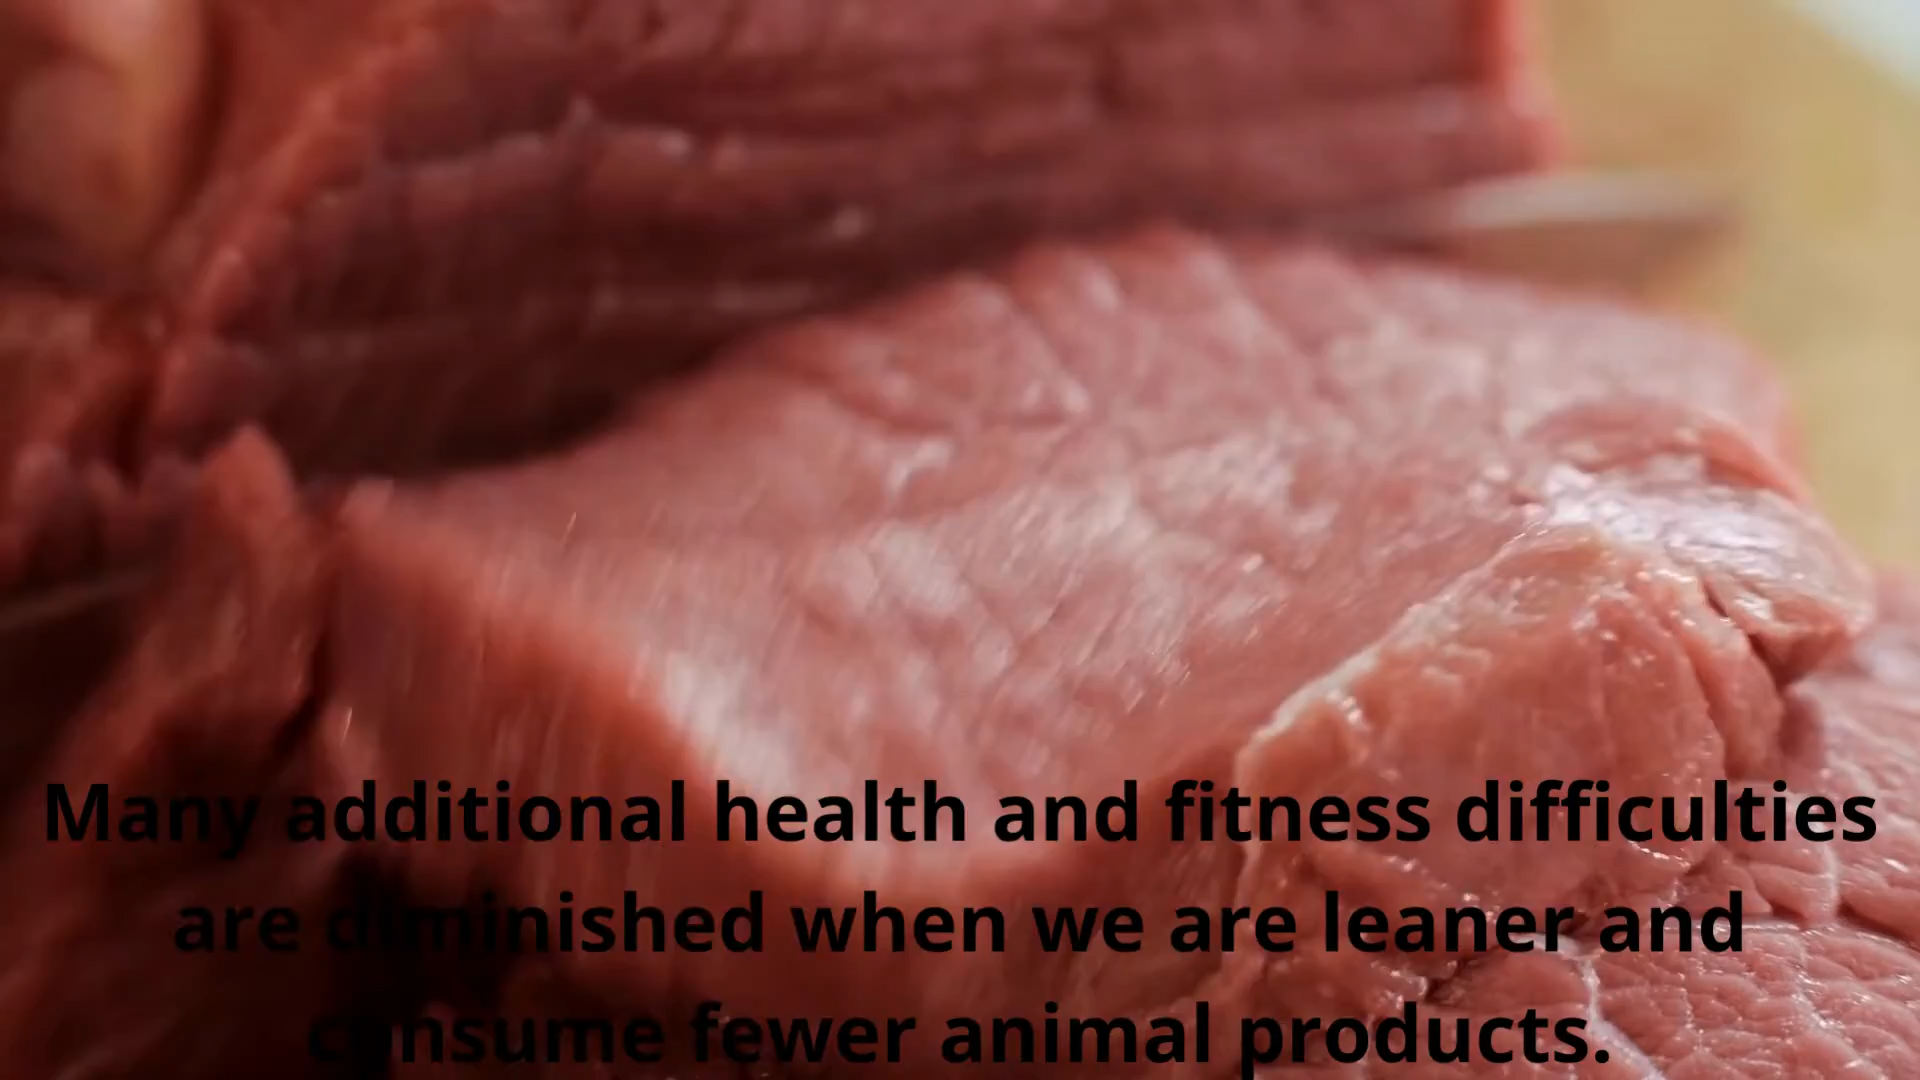 Many additional health and fitness difficulties
are diminished when we are leaner and
consume fewer animal products.